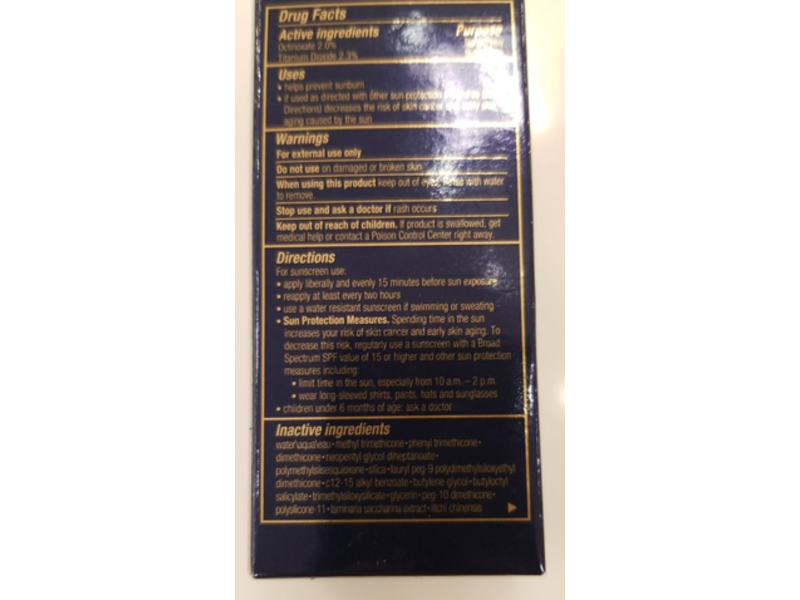 Drug Facts
Active ingredients Purpose
Octinoxate 2.0%
Titanium Dioxide 2.3%
Uses
• helps prevent sunburn
• if used as directed with other sun protection
Directions) decreases the risk of skin cancer and early skin
aging caused by the sun
Warnings
For external use only
Do not use on damaged or broken skin
When using this product keep out of eyes. Rinse with water
to remove.
Stop use and ask a doctor if rash occurs
Keep out of reach of children. If product is swallowed, get
medical help or contact a Poison Control Center right away.
Directions
For sunscreen use:
• apply liberally and evenly 15 minutes before sun exposure
• reapply at least every two hours
• use a water resistant sunscreen if swimming or sweating
• Sun Protection Measures. Spending time in the sun
increases your risk of skin cancer and early skin aging. To
decrease this risk, regularly use a sunscreen with a Broad
Spectrum SPF value of 15 or higher and other sun protection
measures including:
• limit time in the sun, especially from 10 a.m. – 2 p.m.
• wear long-sleeved shirts, pants, hats and sunglasses
• children under 6 months of age: ask a doctor
Inactive ingredients
water\aqua\eau • methyl trimethicone • phenyl trimethicone •
dimethicone • neopentyl glycol diheptanoate •
polymethylsilsesquioxane • silica • lauryl peg-9 polydimethylsiloxyethyl
dimethicone • c12-15 alkyl benzoate • butylene glycol • butyloctyl
salicylate • trimethylsiloxysilicate • glycerin • peg-10 dimethicone •
polysilicone-11 • laminaria saccharina extract • litchi chinensis